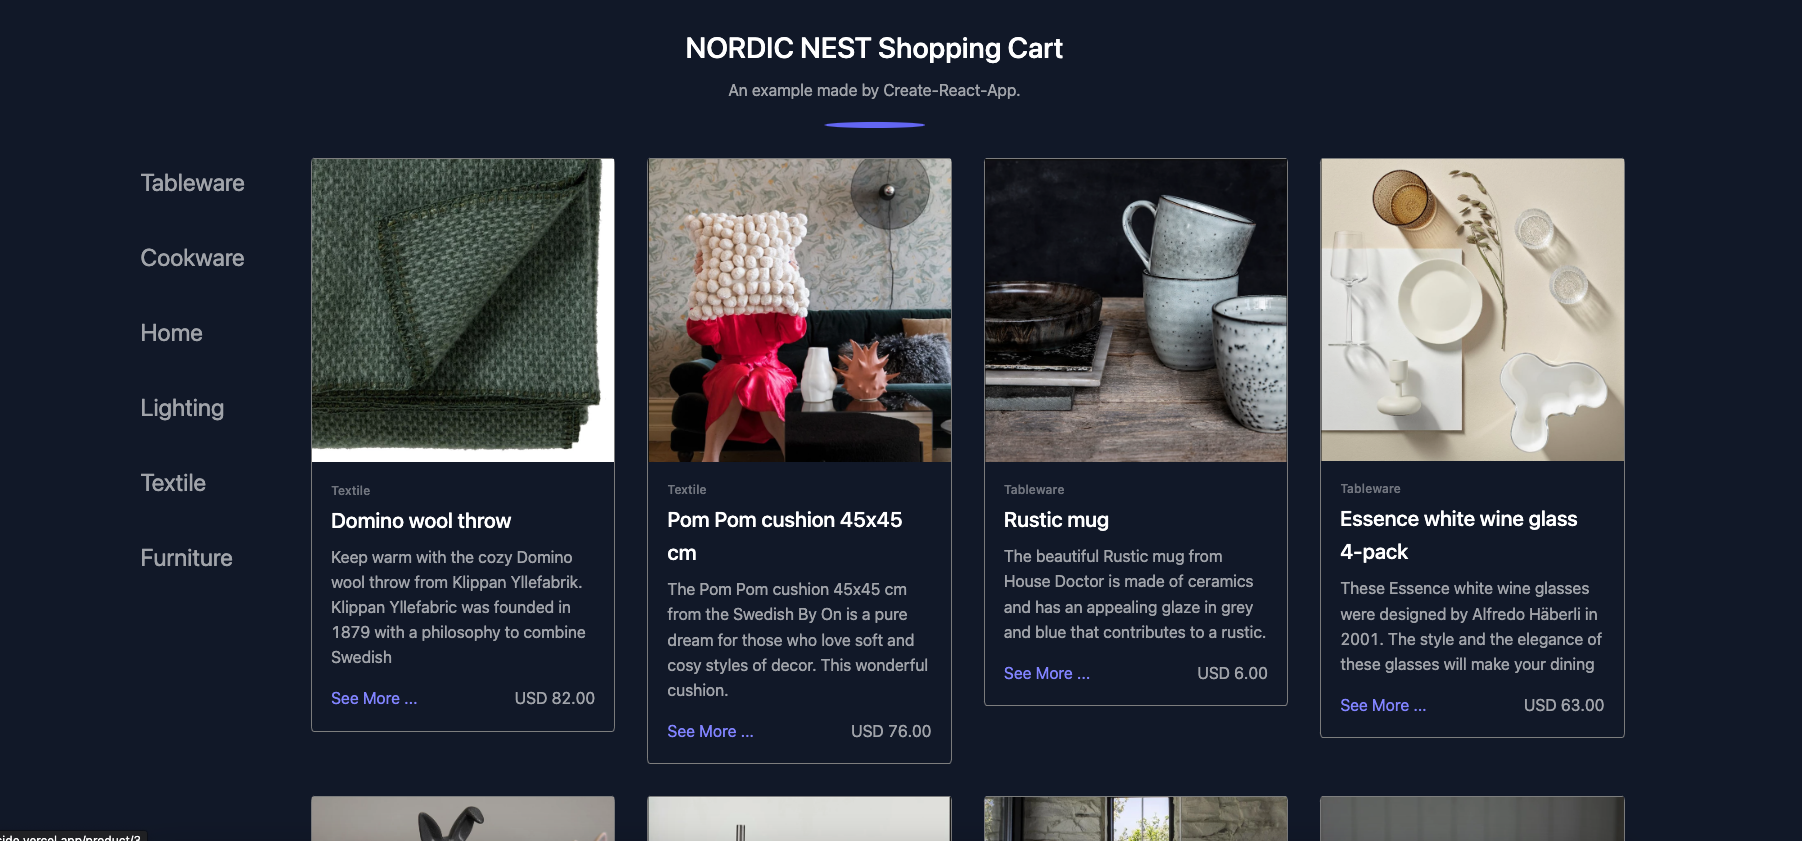 NORDIC NEST Shopping Cart
An example made by Create-React-App.
Tableware
Cookware
Home
Lighting
Textile
Furniture
Textile
Domino wool throw
Keep warm with the cozy Domino
wool throw from Klippan Yllefabrik.
Klippan Yllefabric was founded in
1879 with a philosophy to combine
Swedish
See More ...
USD 82.00
Textile
Pom Pom cushion 45x45
cm
The Pom Pom cushion 45x45 cm
from the Swedish By On is a pure
dream for those who love soft and
cosy styles of decor. This wonderful
cushion.
See More ...
USD 76.00
Tableware
Rustic mug
The beautiful Rustic mug from
House Doctor is made of ceramics
and has an appealing glaze in grey
and blue that contributes to a rustic.
See More ...
USD 6.00
Tableware
Essence white wine glass
4-pack
These Essence white wine glasses
were designed by Alfredo Häberli in
2001. The style and the elegance of
these glasses will make your dining
See More ...
USD 63.00